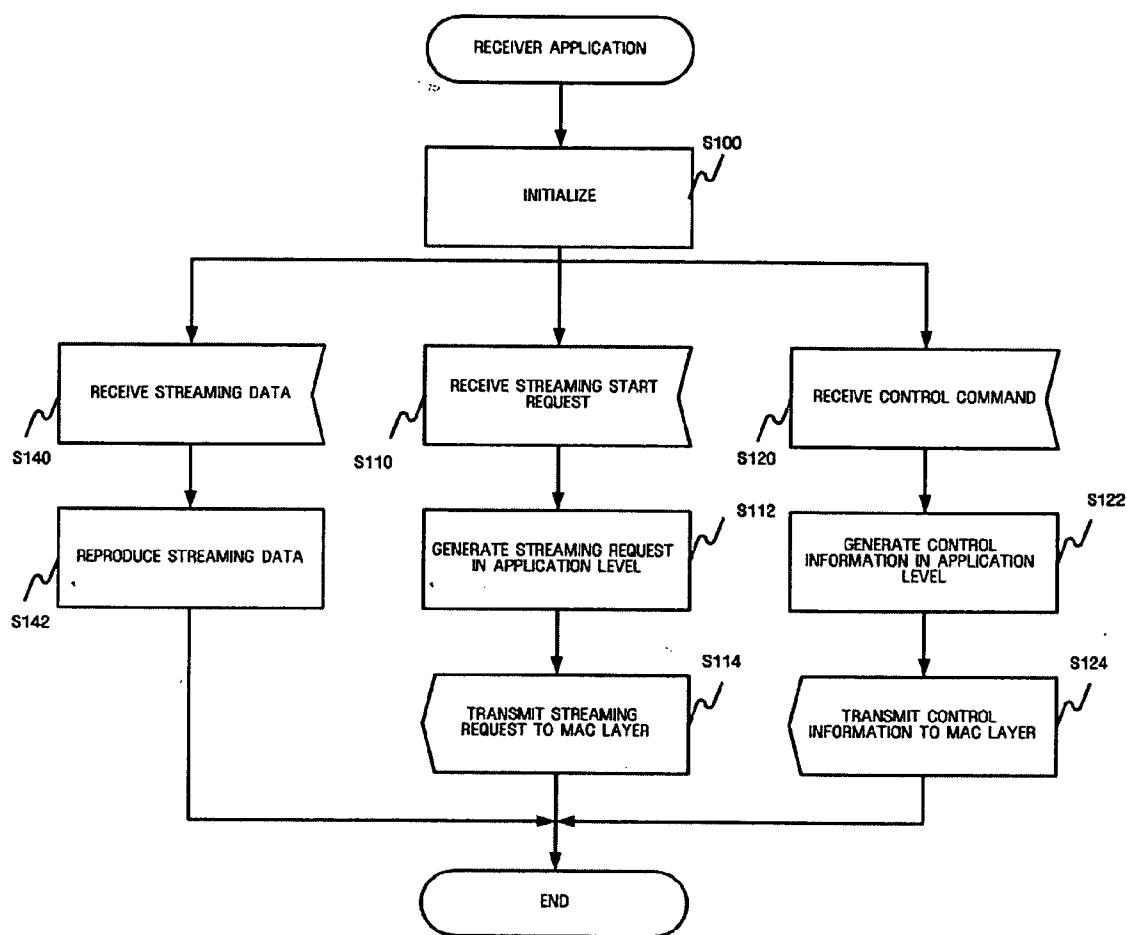 RECEIVER APPLICATION
S100
INITIALIZE
RECEIVE STREAMING DATA
S140
RECEIVE STREAMING START
REQUEST
S110
RECEIVE CONTROL COMMAND
S120
REPRODUCE STREAMING DATA
S142
S112
GENERATE STREAMING REQUEST
IN APPLICATION LEVEL
S122
GENERATE CONTROL
INFORMATION IN APPLICATION
LEVEL
S114
TRANSMIT STREAMING
REQUEST TO MAC LAYER
S124
TRANSMIT CONTROL
INFORMATION TO MAC LAYER
END